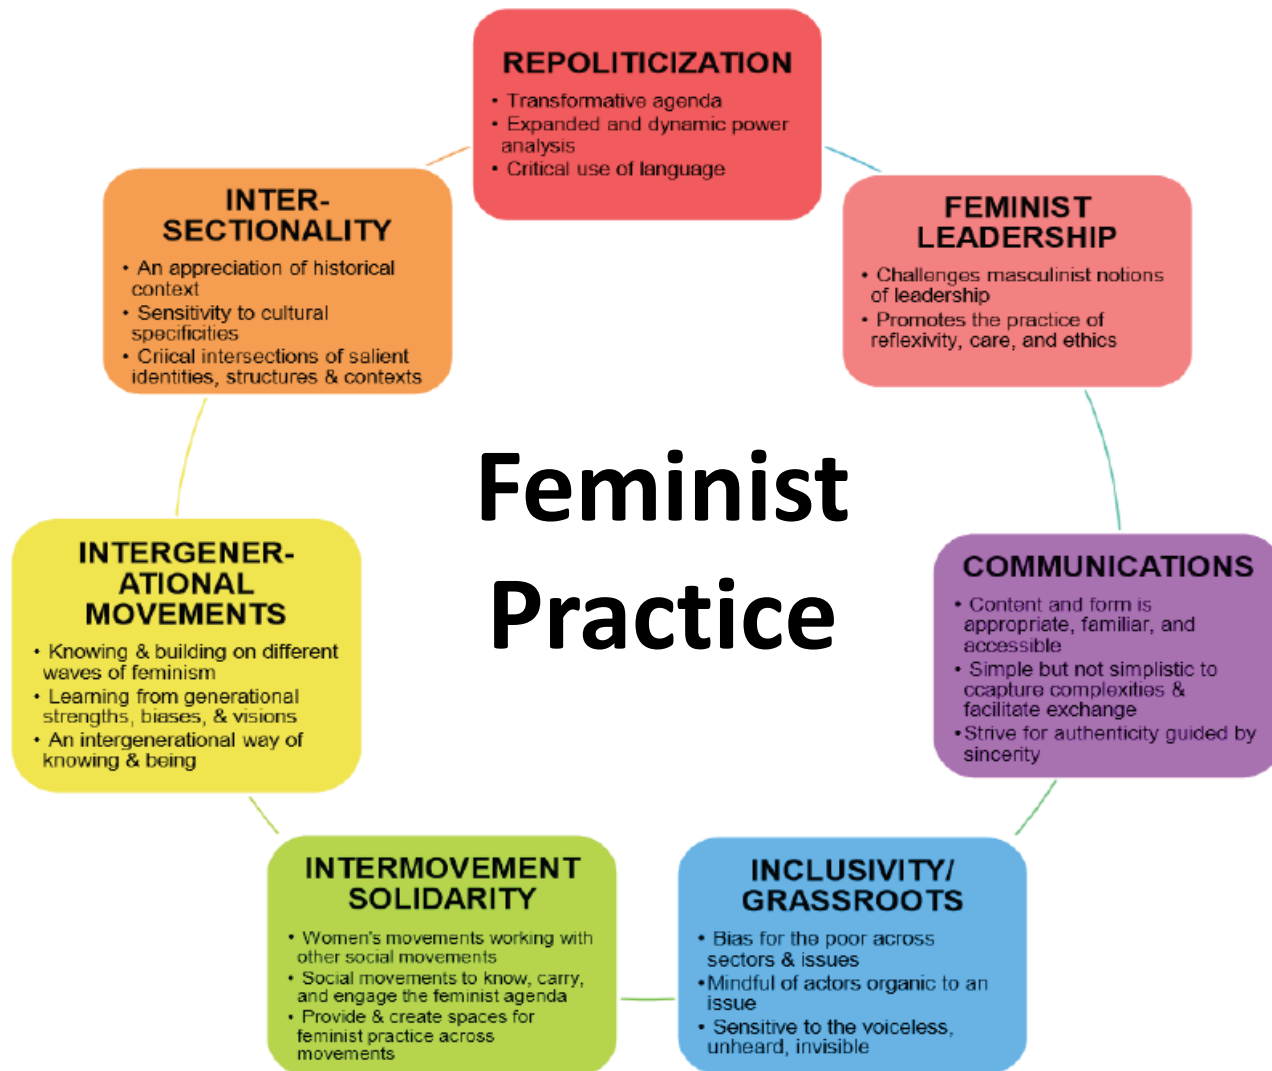 REPOLITICIZATION
• Transformative agenda
• Expanded and dynamic power
analysis
• Critical use of language
FEMINIST
LEADERSHIP
• Challenges masculinist notions
of leadership
• Promotes the practice of
reflexivity, care, and ethics
COMMUNICATIONS
• Content and form is
appropriate, familiar, and
accessible
• Simple but not simplistic to
ccapture complexities &
facilitate exchange
•Strive for authenticity guided by
sincerity
INCLUSIVITY/
GRASSROOTS
• Bias for the poor across
sectors & issues
•Mindful of actors organic to an
issue
• Sensitive to the voiceless,
unheard, invisible
INTERMOVEMENT
SOLIDARITY
• Women's movements working with
other social movements
• Social movements to know, carry,
and engage the feminist agenda
• Provide & create spaces for
feminist practice across
movements
INTERGENER-
ATIONAL
MOVEMENTS
• Knowing & building on different
waves of feminism
• Learning from generational
strengths, biases, & visions
• An intergenerational way of
knowing & being
INTER-
SECTIONALITY
• An appreciation of historical
context
• Sensitivity to cultural
specificities
• Criical intersections of salient
identities, structures & contexts
Feminist
Practice